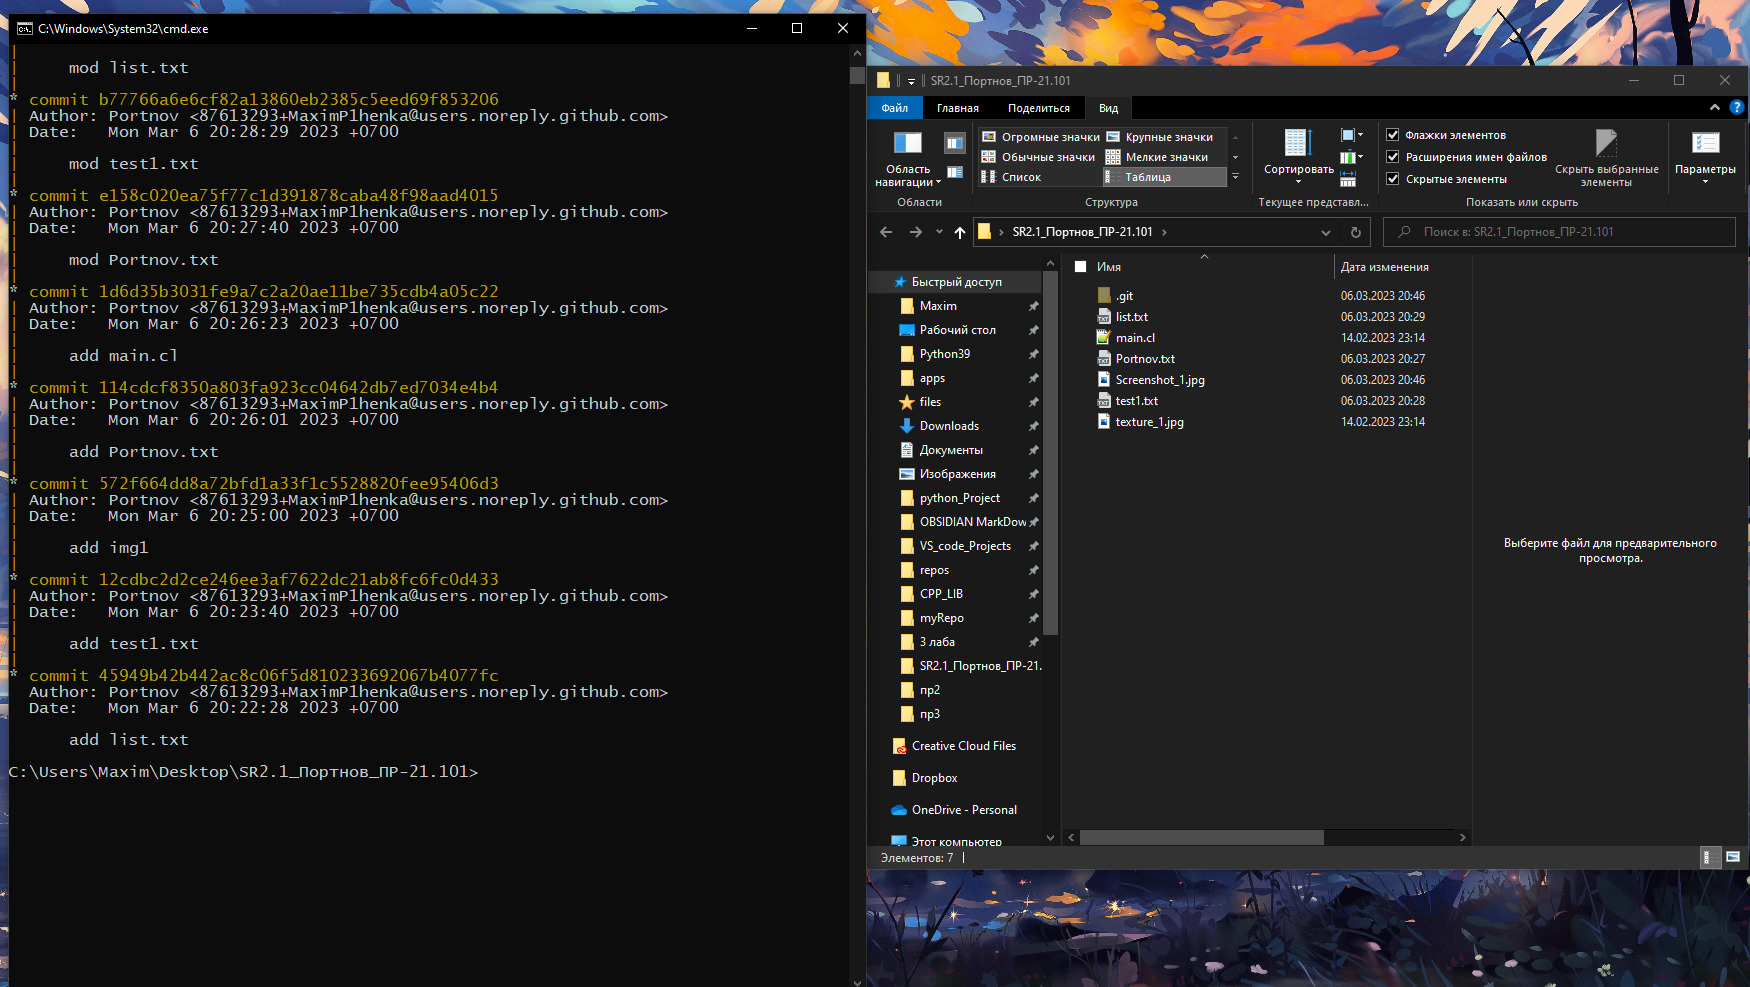 C:\Windows\System32\cmd.exe
|
| mod list.txt
|
* commit b77766a6e6cf82a13860eb2385c5eed69f853206
| Author: Portnov <87613293+MaximP1henka@users.noreply.github.com>
| Date: Mon Mar 6 20:28:29 2023 +0700
|
| mod test1.txt
|
* commit e158c020ea75f77c1d391878caba48f98aad4015
| Author: Portnov <87613293+MaximP1henka@users.noreply.github.com>
| Date: Mon Mar 6 20:27:40 2023 +0700
|
| mod Portnov.txt
|
* commit 1d6d35b3031fe9a7c2a20ae11be735cdb4a05c22
| Author: Portnov <87613293+MaximP1henka@users.noreply.github.com>
| Date: Mon Mar 6 20:26:23 2023 +0700
|
| add main.cl
|
* commit 114cdcf8350a803fa923cc04642db7ed7034e4b4
| Author: Portnov <87613293+MaximP1henka@users.noreply.github.com>
| Date: Mon Mar 6 20:26:01 2023 +0700
|
| add Portnov.txt
|
* commit 572f664dd8a72bfd1a33f1c5528820fee95406d3
| Author: Portnov <87613293+MaximP1henka@users.noreply.github.com>
| Date: Mon Mar 6 20:25:00 2023 +0700
|
| add img1
|
* commit 12cdbc2d2ce246ee3af7622dc21ab8fc6fc0d433
| Author: Portnov <87613293+MaximP1henka@users.noreply.github.com>
| Date: Mon Mar 6 20:23:40 2023 +0700
|
| add test1.txt
|
* commit 45949b42b442ac8c06f5d810233692067b4077fc
Author: Portnov <87613293+MaximP1henka@users.noreply.github.com>
Date: Mon Mar 6 20:22:28 2023 +0700
add list.txt
C:\Users\Maxim\Desktop\SR2.1_Портнов_ПР-21.101>
SR2.1_Портнов_ПР-21.101
Файл Главная Поделиться Вид
Область навигации
Области
Огромные значки Крупные значки
Обычные значки Мелкие значки
Список Таблица
Структура
Сортировать
Текущее представл...
Флажки элементов
Расширения имен файлов
Скрытые элементы
Скрыть выбранные
элементы
Показать или скрыть
Параметры
SR2.1_Портнов_ПР-21.101
Поиск в: SR2.1_Портнов_ПР-21.101
Быстрый доступ
Maxim
Рабочий стол
Python39
apps
files
Downloads
Документы
Изображения
python_Project
OBSIDIAN MarkDow
VS_code_Projects
repos
CPP_LIB
myRepo
3 лаба
SR2.1_Портнов_ПР-21.
пр2
пр3
Creative Cloud Files
Dropbox
OneDrive - Personal
Этот компьютер
Имя Дата изменения
.git 06.03.2023 20:46
list.txt 06.03.2023 20:29
main.cl 14.02.2023 23:14
Portnov.txt 06.03.2023 20:27
Screenshot_1.jpg 06.03.2023 20:46
test1.txt 06.03.2023 20:28
texture_1.jpg 14.02.2023 23:14
Выберите файл для предварительного
просмотра.
Элементов: 7